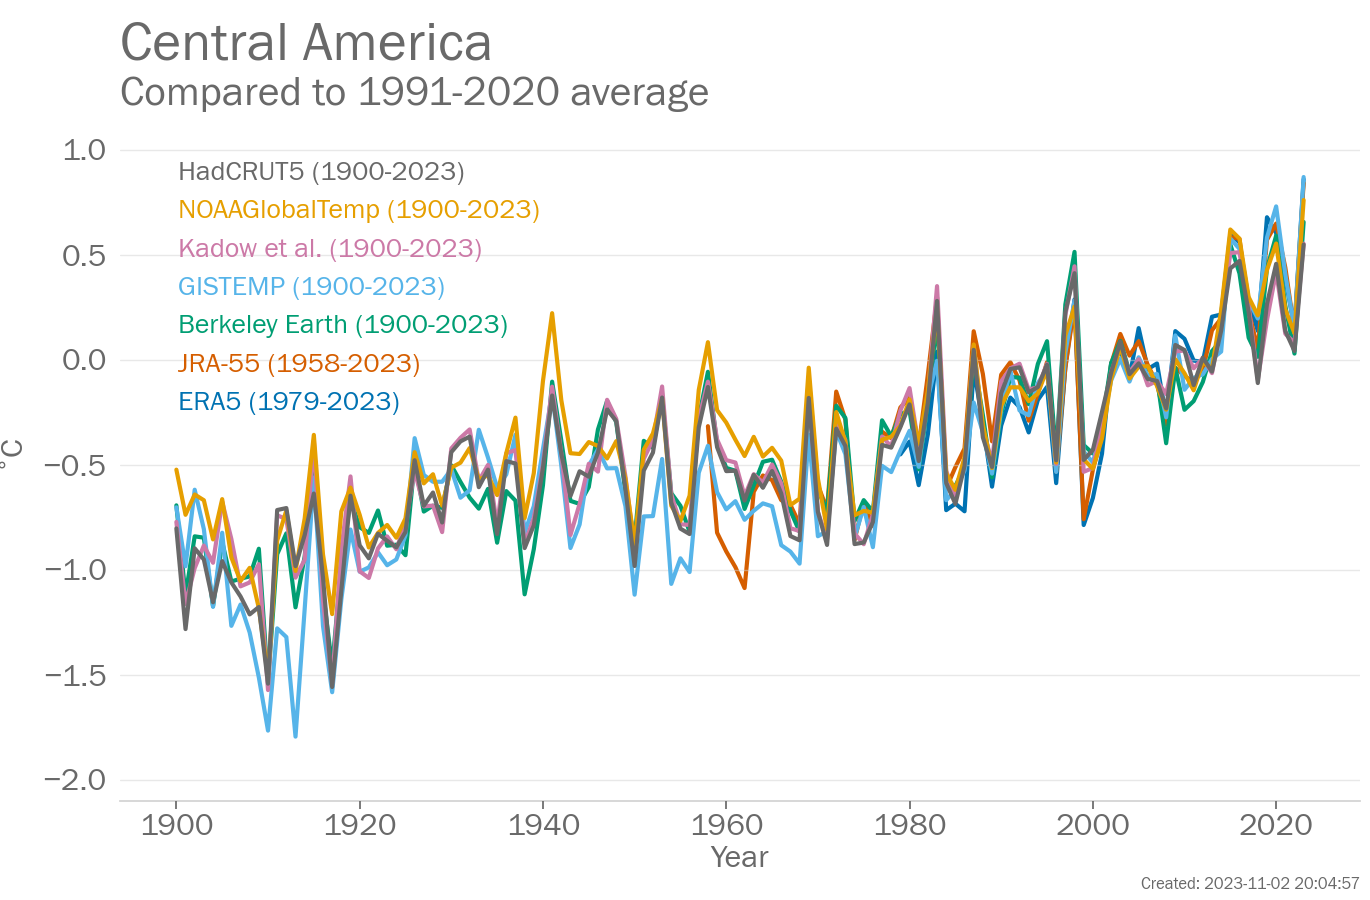 Central America
Compared to 1991-2020 average
1.0
HadCRUT5 (1900-2023)
NOAAGlobalTemp (1900-2023)
Kadow et al. (1900-2023)
0.5
GISTEMP (1900-2023)
Berkeley Earth (1900-2023)
0.0
JRA-55 (1958-2023)
ERA5 (1979-2023)
°C
−0.5
−1.0
−1.5
−2.0
1900 1920 1940 1960 1980 2000 2020
Year
Created: 2023-11-02 20:04:57